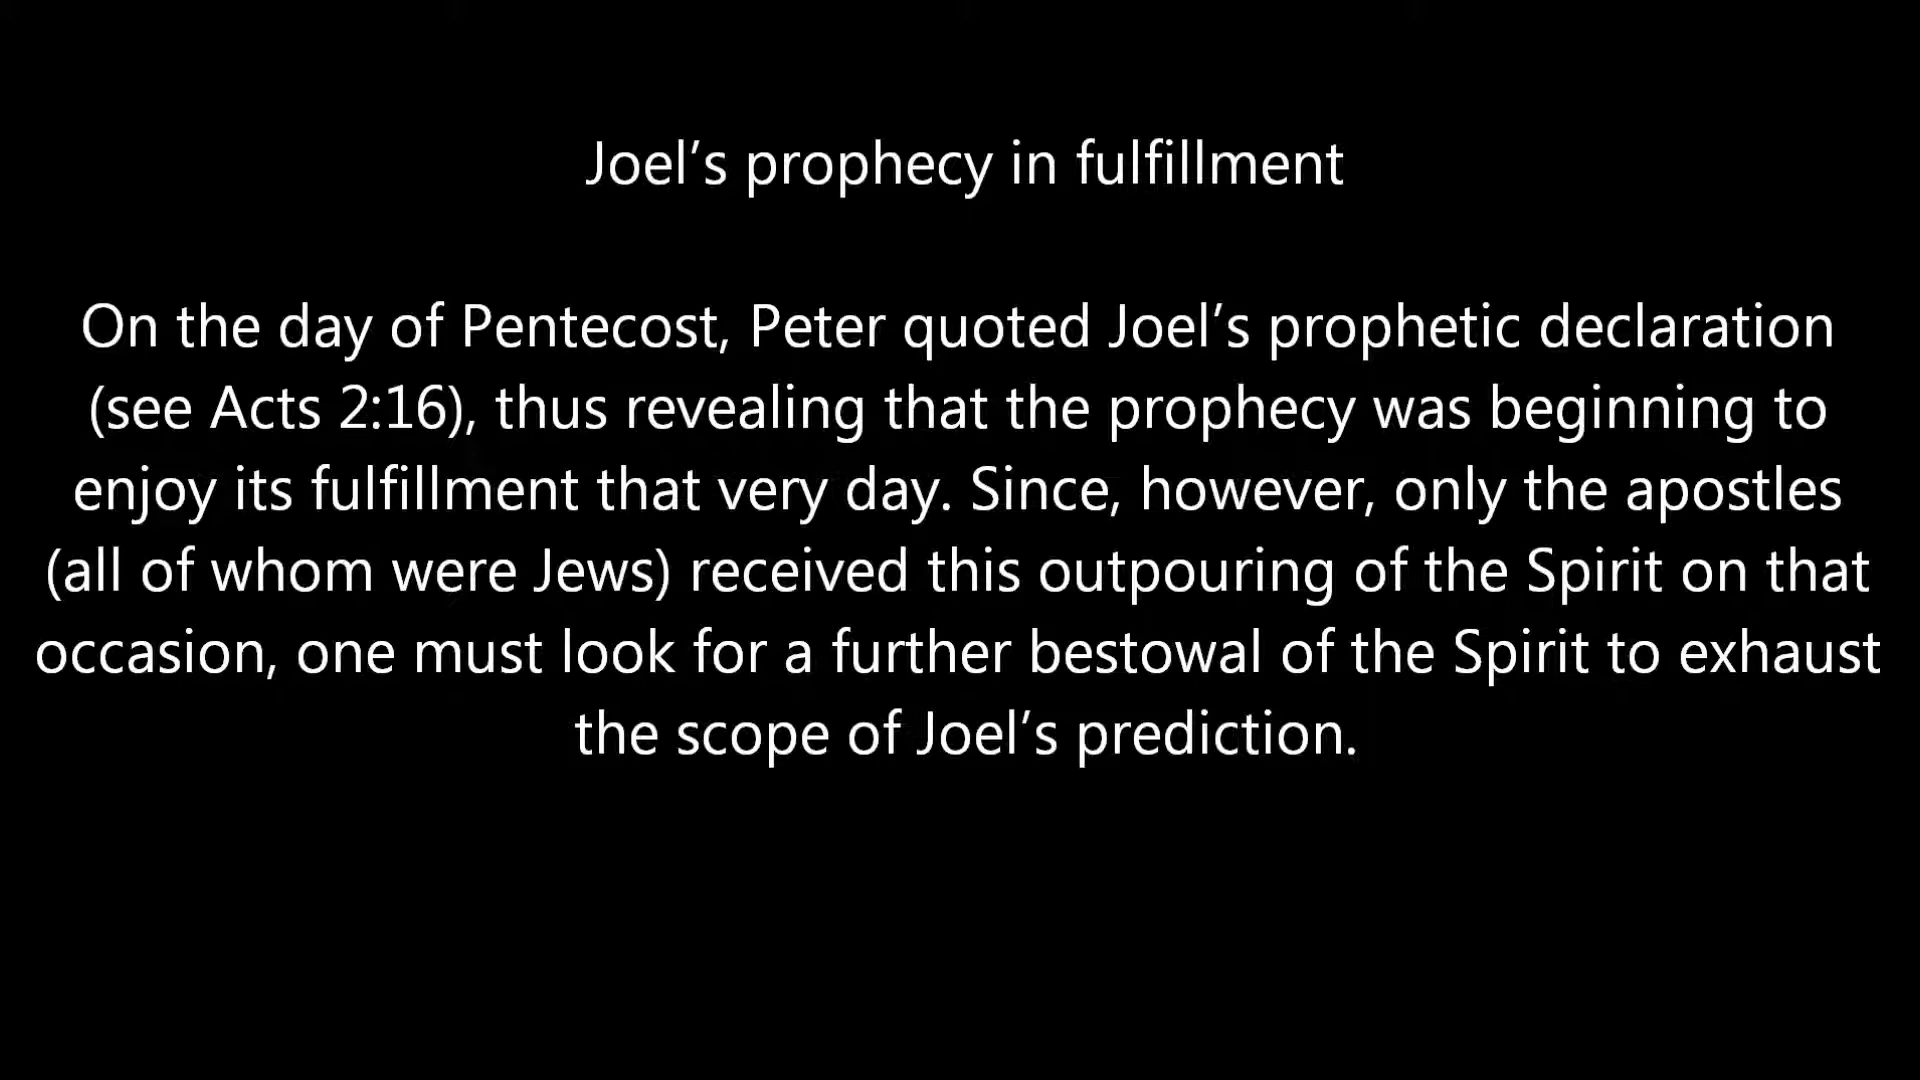 Joel’s prophecy in fulfillment
On the day of Pentecost, Peter quoted Joel’s prophetic declaration
(see Acts 2:16), thus revealing that the prophecy was beginning to
enjoy its fulfillment that very day. Since, however, only the apostles
(all of whom were Jews) received this outpouring of the Spirit on that
occasion, one must look for a further bestowal of the Spirit to exhaust
the scope of Joel’s prediction.